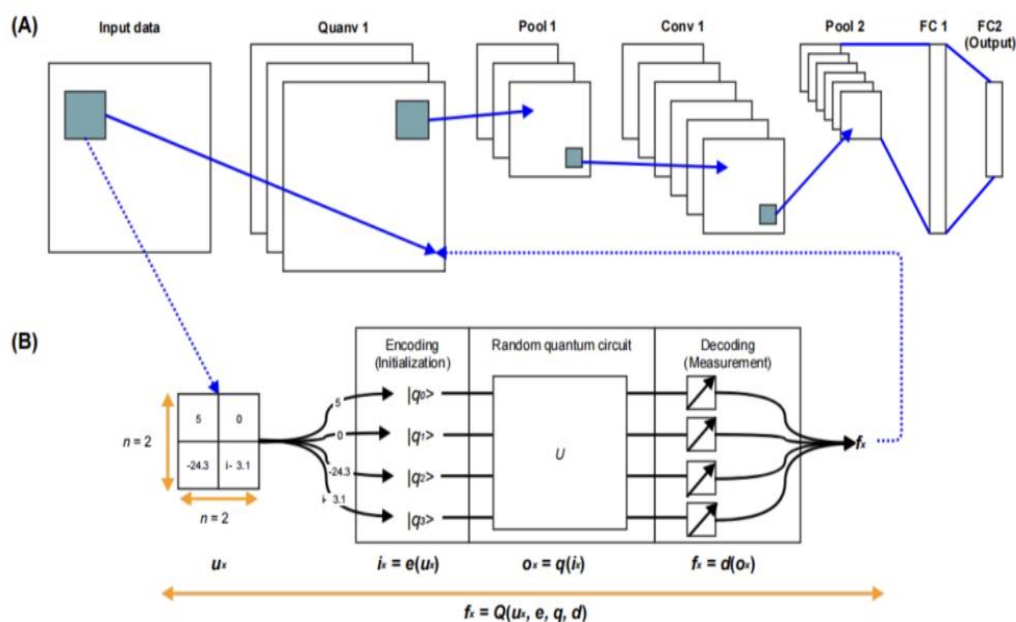 (A)
Input data
Quanv 1
Pool 1
Conv 1
Pool 2
FC 1
FC2
(Output)
(B)
Encoding
(Initialization)
Random quantum circuit
Decoding
(Measurement)
5 0
-24.3 i- 3.1
n = 2
n = 2
5
0
-24.3
i- 3.1
|q0>
|q1>
|q2>
|q3>
U
fx
ux
ix = e(ux)
ox = q(ix)
fx = d(ox)
fx = Q(ux, e, q, d)